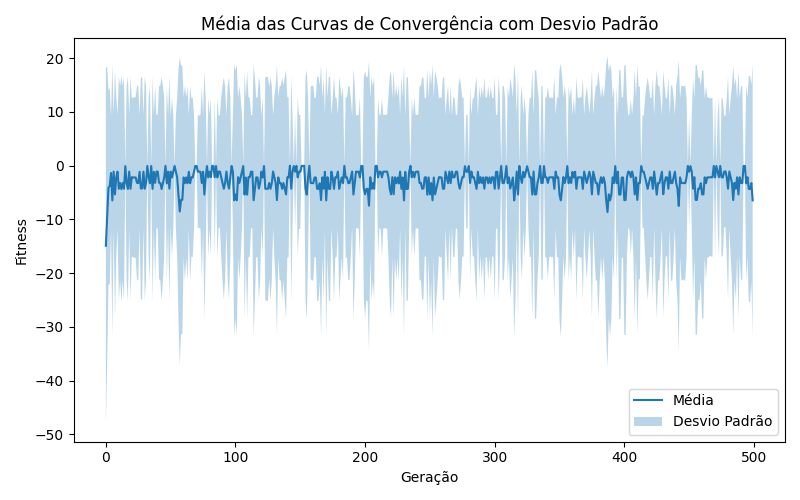 Média das Curvas de Convergência com Desvio Padrão
Fitness
20
10
0
−10
−20
−30
−40
−50
0 100 200 300 400 500
Geração
Média
Desvio Padrão